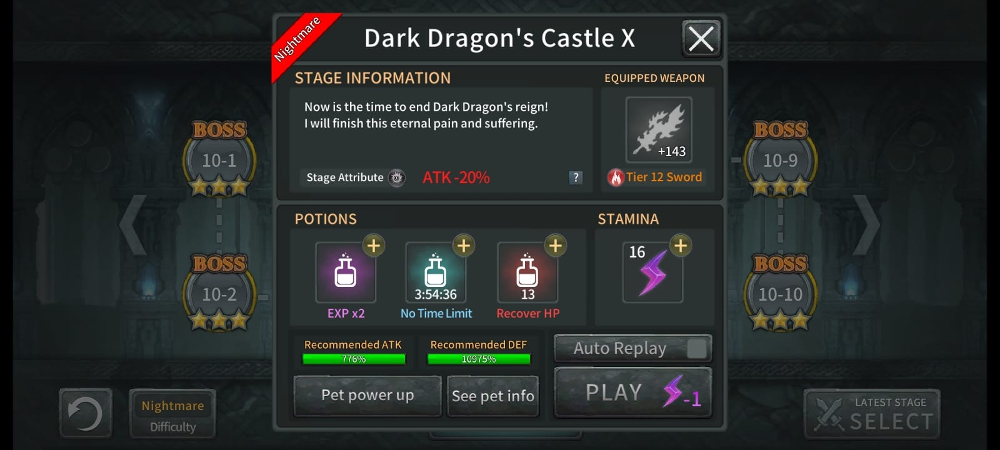 Nightmare
Dark Dragon's Castle X
STAGE INFORMATION
EQUIPPED WEAPON
Now is the time to end Dark Dragon's reign!
I will finish this eternal pain and suffering.
+143
Stage Attribute
ATK -20%
?
Tier 12 Sword
BOSS
10-1
BOSS
10-2
BOSS
10-9
BOSS
10-10
POTIONS
STAMINA
EXP x2
3:54:36
No Time Limit
13
Recover HP
16
Recommended ATK
776%
Recommended DEF
10975%
Auto Replay
Pet power up
See pet info
PLAY
-1
Nightmare
Difficulty
LATEST STAGE
SELECT